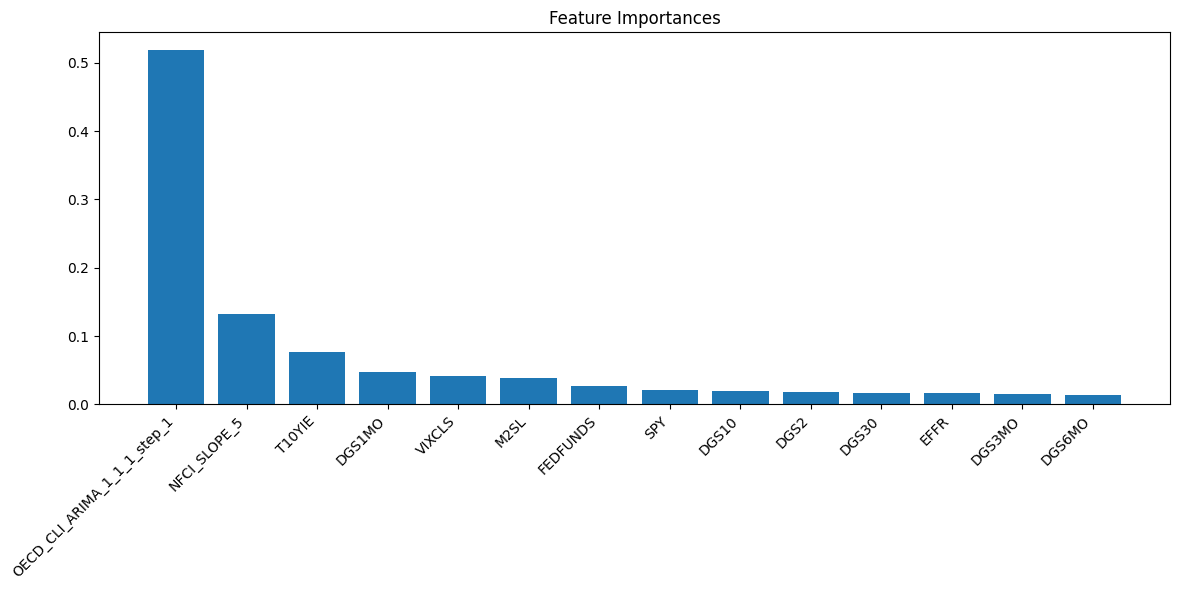 Feature Importances
0.5
0.4
0.3
0.2
0.1
0.0
OECD_CLI_ARIMA_1_1_1_step_1
NFCI_SLOPE_5
T10YIE
DGS1MO
VIXCLS
M2SL
FEDFUNDS
SPY
DGS10
DGS2
DGS30
EFFR
DGS3MO
DGS6MO